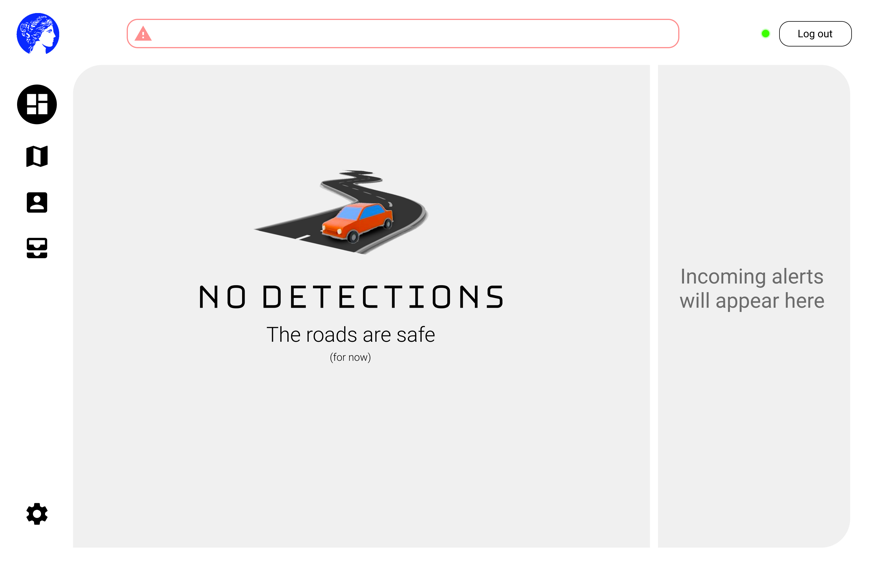 Log out
NO DETECTIONS
The roads are safe
(for now)
Incoming alerts
will appear here